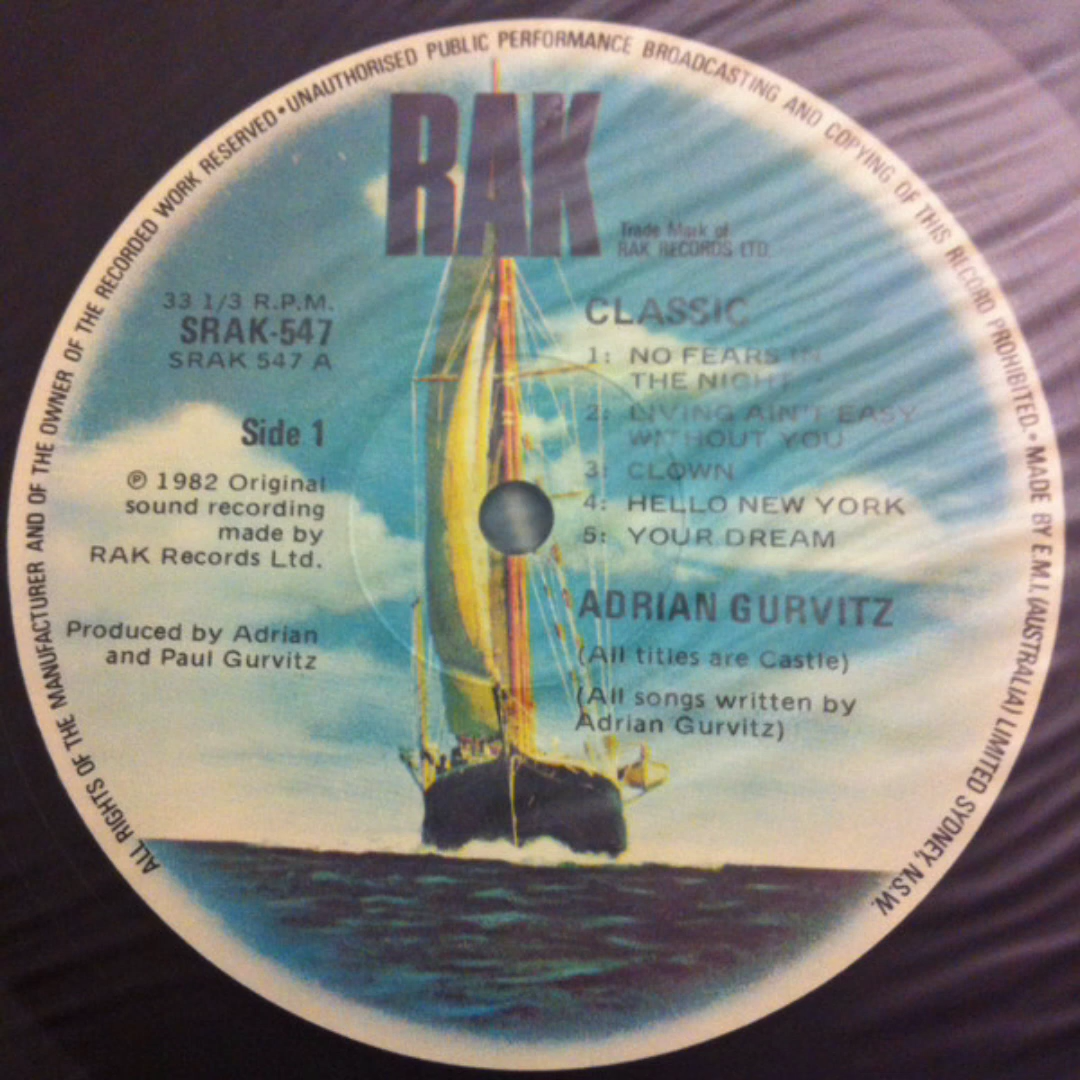 ALL RIGHTS OF THE MANUFACTURER AND OF THE OWNER OF THE RECORDED WORK RESERVED • UNAUTHORISED PUBLIC PERFORMANCE BROADCASTING AND COPYING OF THIS RECORD PROHIBITED. • MADE BY E.M.I. (AUSTRALIA) LIMITED SYDNEY, N.S.W.
RAK
Trade Mark of
RAK RECORDS LTD.
33 1/3 R.P.M.
SRAK-547
SRAK 547 A
Side 1
℗ 1982 Original
sound recording
made by
RAK Records Ltd.
Produced by Adrian
and Paul Gurvitz
CLASSIC
1: NO FEARS IN
THE NIGHT
2: LIVING AIN'T EASY
WITHOUT YOU
3: CLOWN
4: HELLO NEW YORK
5: YOUR DREAM
ADRIAN GURVITZ
(All titles are Castle)
(All songs written by
Adrian Gurvitz)